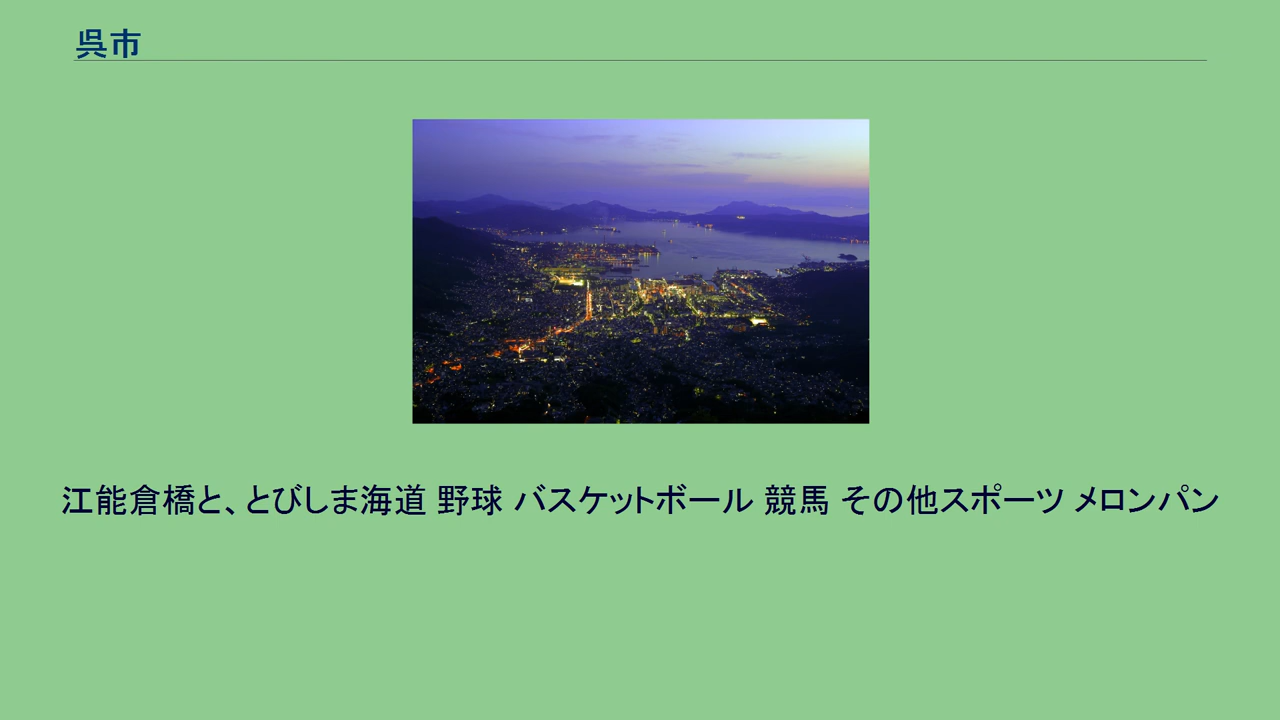 呉市
江能倉橋と、とびしま海道 野球 バスケットボール 競馬 その他スポーツ メロンパン